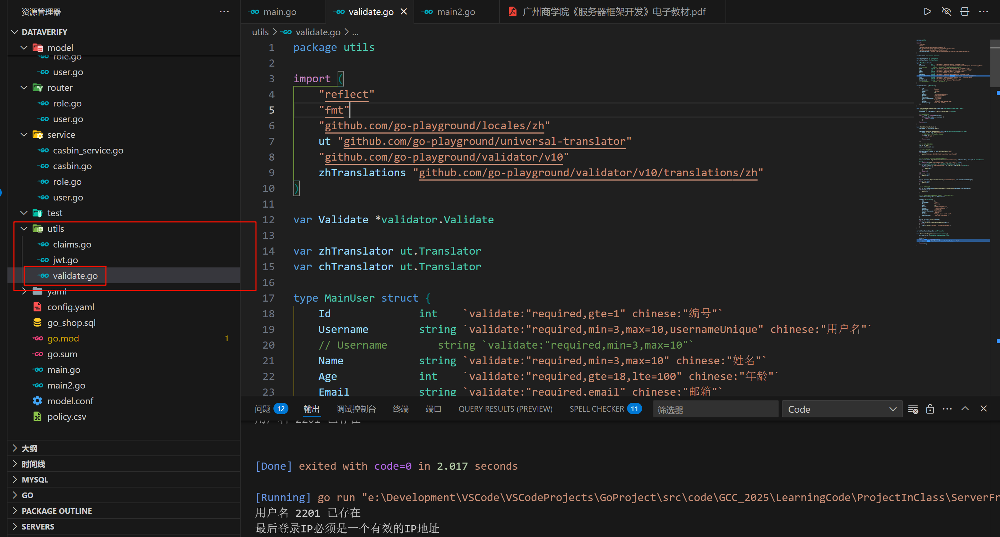 资源管理器
DATAVERIFY
model
role.go
user.go
router
role.go
user.go
service
casbin_service.go
casbin.go
role.go
user.go
test
utils
claims.go
jwt.go
validate.go
yaml
config.yaml
go_shop.sql
go.mod 1
go.sum
main.go
main2.go
model.conf
policy.csv
大纲
时间线
MYSQL
GO
PACKAGE OUTLINE
SERVERS
main.go validate.go main2.go 广州商学院《服务器框架开发》电子教材.pdf
utils > validate.go > ...
1 package utils
2
3 import (
4 "reflect"
5 "fmt"
6 "github.com/go-playground/locales/zh"
7 ut "github.com/go-playground/universal-translator"
8 "github.com/go-playground/validator/v10"
9 zhTranslations "github.com/go-playground/validator/v10/translations/zh"
10 )
11
12 var Validate *validator.Validate
13
14 var zhTranslator ut.Translator
15 var chTranslator ut.Translator
16
17 type MainUser struct {
18 Id int `validate:"required,gte=1" chinese:"编号"`
19 Username string `validate:"required,min=3,max=10,usernameUnique" chinese:"用户名"`
20 // Username string `validate:"required,min=3,max=10"`
21 Name string `validate:"required,min=3,max=10" chinese:"姓名"`
22 Age int `validate:"required,gte=18,lte=100" chinese:"年龄"`
23 Email string `validate:"required,email" chinese:"邮箱"`
问题 12 输出 调试控制台 终端 端口 QUERY RESULTS (PREVIEW) SPELL CHECKER 11 筛选器 Code
用户名 2201 已存在
[Done] exited with code=0 in 2.017 seconds
[Running] go run "e:\Development\VSCode\VSCodeProjects\GoProject\src\code\GCC_2025\LearningCode\ProjectInClass\ServerFr
用户名 2201 已存在
最后登录IP必须是一个有效的IP地址